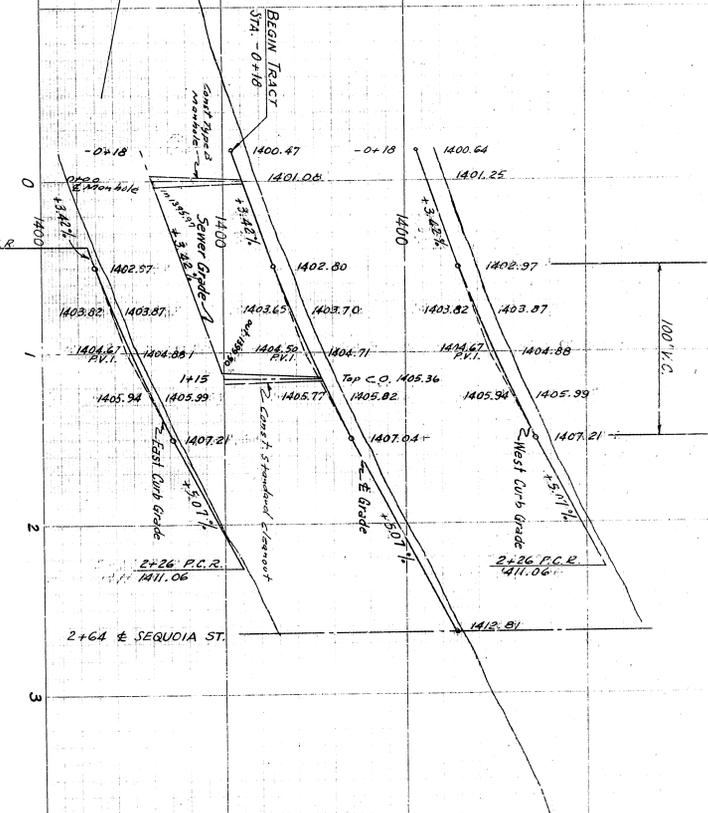 BEGIN TRACT
STA. -0+18
Const. Type B
Manhole
-0+18
1400.47
-0+18
1400.64
0
0+00
₵ Manhole
1401.08
1401.25
+3.42%
1400
+3.42%
1400
1400
+3.42%
Sewer Grade
+3.42%
R
1402.97
1402.80
1402.97
100' V.C.
1403.82
1403.87
1403.65
1403.70
1403.82
1403.87
1
1404.67
P.V.I.
1404.88
1404.50
P.V.I.
1404.71
1404.67
P.V.I.
1404.88
1+15
Top C.O. 1405.36
1405.94
1405.99
1405.77
1405.82
1405.94
1405.99
Const. standard cleanout
1407.21
1407.04
1407.21
East Curb Grade
₵ Grade
West Curb Grade
+5.07%
+5.07%
+5.07%
2
2+26 P.C.R.
1411.06
2+26 P.C.R.
1411.06
2+64 ₵ SEQUOIA ST.
1412.81
3